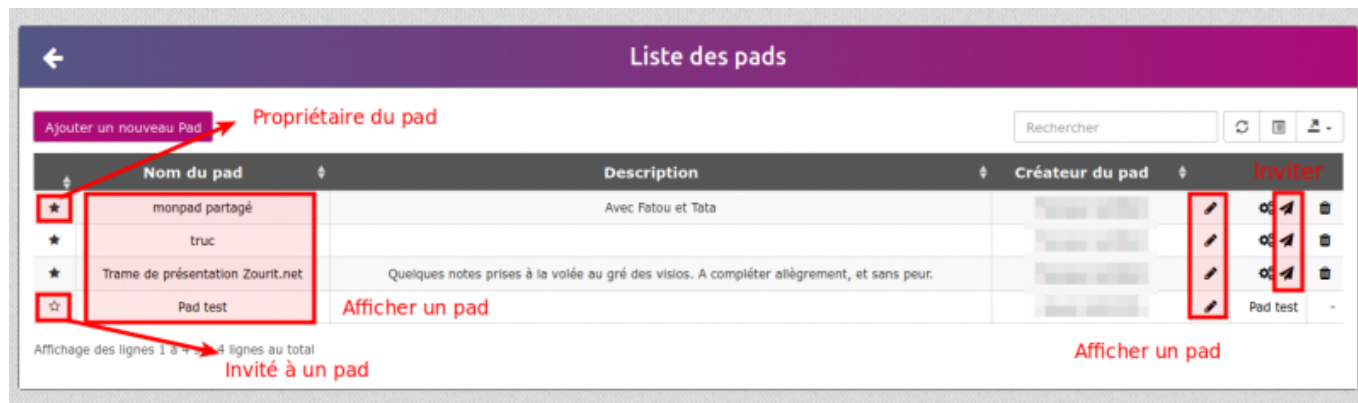 Liste des pads
Propriétaire du pad
Ajouter un nouveau Pad
Rechercher
Nom du pad Description Créateur du pad Inviter
monpad partagé Avec Fatou et Tata
truc
Trame de présentation Zourit.net Quelques notes prises à la volée au gré des visios. A compléter allègrement, et sans peur.
Pad test Afficher un pad Pad test -
Affichage des lignes 1 à 4 4 lignes au total
Afficher un pad
Invité à un pad